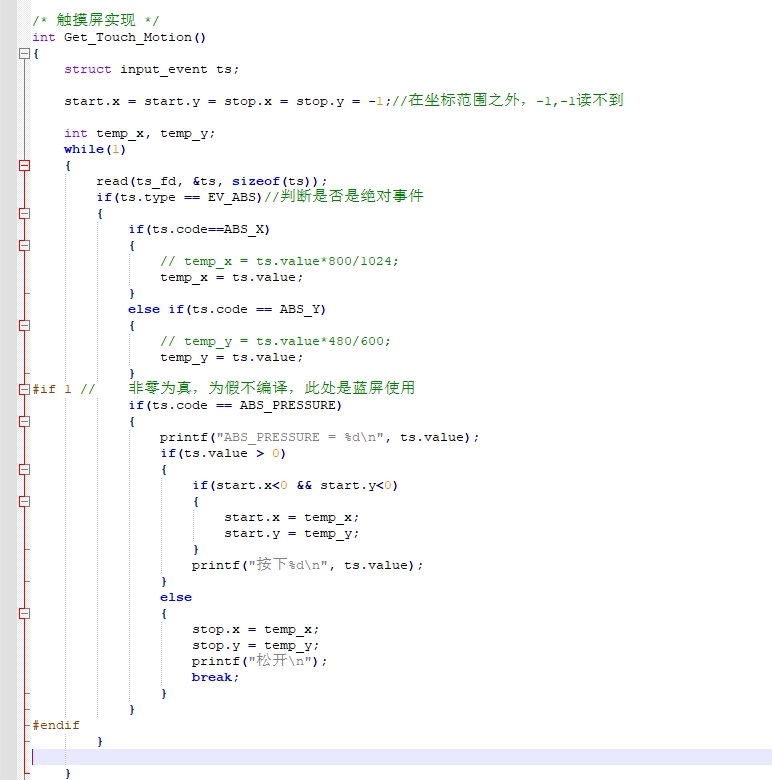 /* 触摸屏实现 */
int Get_Touch_Motion()
{
    struct input_event ts;
    start.x = start.y = stop.x = stop.y = -1;//在坐标范围之外，-1,-1读不到
    int temp_x, temp_y;
    while(1)
    {
        read(ts_fd, &ts, sizeof(ts));
        if(ts.type == EV_ABS)//判断是否是绝对事件
        {
            if(ts.code==ABS_X)
            {
                // temp_x = ts.value*800/1024;
                temp_x = ts.value;
            }
            else if(ts.code == ABS_Y)
            {
                // temp_y = ts.value*480/600;
                temp_y = ts.value;
            }
#if 1 //    非零为真，为假不编译，此处是蓝屏使用
            if(ts.code == ABS_PRESSURE)
            {
                printf("ABS_PRESSURE = %d\n", ts.value);
                if(ts.value > 0)
                {
                    if(start.x<0 && start.y<0)
                    {
                        start.x = temp_x;
                        start.y = temp_y;
                    }
                    printf("按下%d\n", ts.value);
                }
                else
                {
                    stop.x = temp_x;
                    stop.y = temp_y;
                    printf("松开\n");
                    break;
                }
            }
#endif
        }
    }